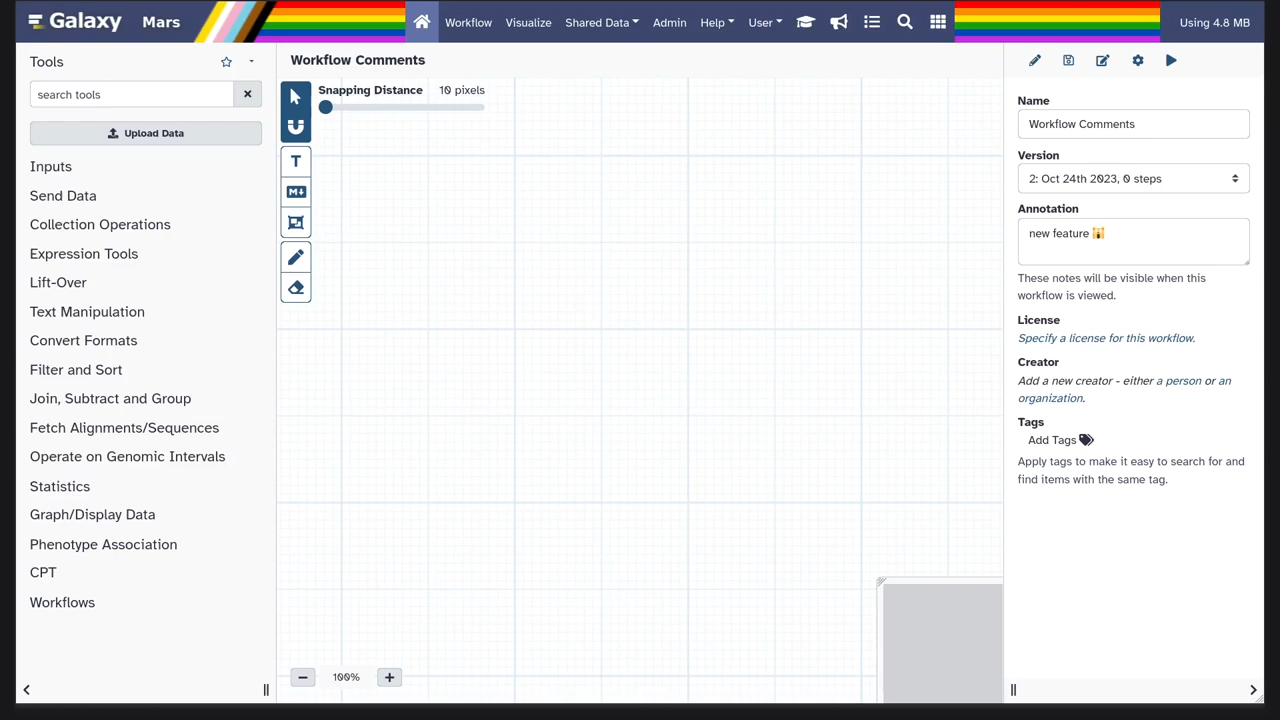 Galaxy Mars
Workflow Visualize Shared Data Admin Help User
Using 4.8 MB
Tools
search tools
Upload Data
Inputs
Send Data
Collection Operations
Expression Tools
Lift-Over
Text Manipulation
Convert Formats
Filter and Sort
Join, Subtract and Group
Fetch Alignments/Sequences
Operate on Genomic Intervals
Statistics
Graph/Display Data
Phenotype Association
CPT
Workflows
Workflow Comments
Snapping Distance 10 pixels
T
M
100%
Name
Workflow Comments
Version
2: Oct 24th 2023, 0 steps
Annotation
new feature
These notes will be visible when this
workflow is viewed.
License
Specify a license for this workflow.
Creator
Add a new creator - either a person or an
organization.
Tags
Add Tags
Apply tags to make it easy to search for and
find items with the same tag.